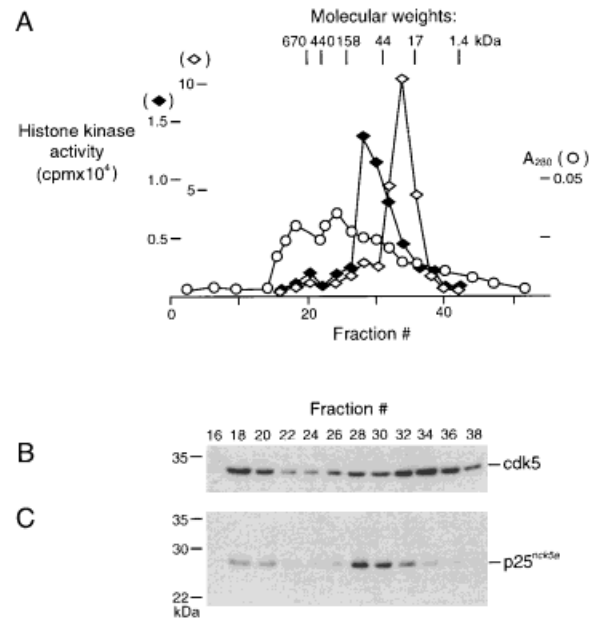 A
Molecular weights:
670 440 158 44 17 1.4 kDa
(◇)
(◆)
10
1.5
Histone kinase
activity
(cpmx10⁴)
1.0
5
0.5
A₂₈₀ (○)
0.05
0 20 40
Fraction #
Fraction #
16 18 20 22 24 26 28 30 32 34 36 38
B
35
cdk5
C
35
30
p25ⁿᶜᵏ⁵ᵃ
22
kDa